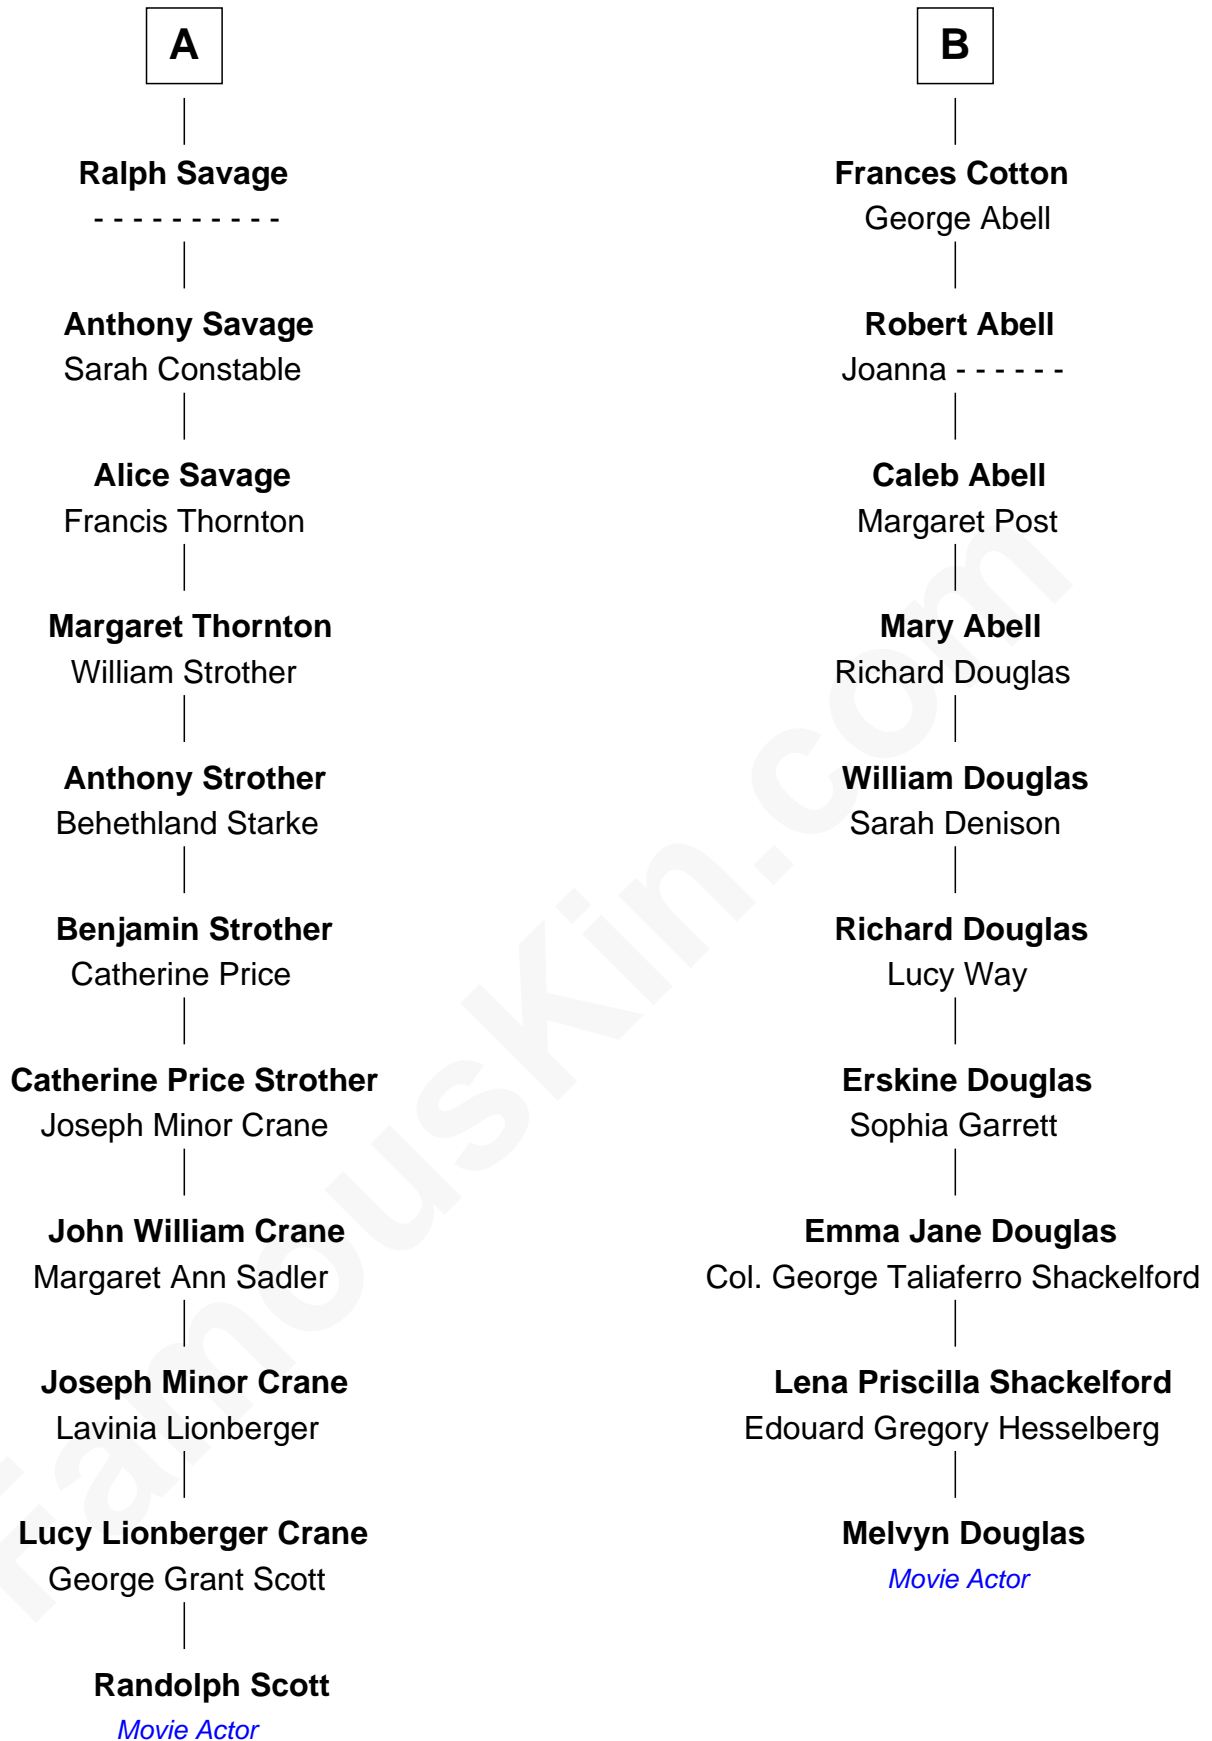 A
Ralph Savage
- - - - - - - - - -
Anthony Savage
Sarah Constable
Alice Savage
Francis Thornton
Margaret Thornton
William Strother
Anthony Strother
Behethland Starke
Benjamin Strother
Catherine Price
Catherine Price Strother
Joseph Minor Crane
John William Crane
Margaret Ann Sadler
Joseph Minor Crane
Lavinia Lionberger
Lucy Lionberger Crane
George Grant Scott
Randolph Scott
Movie Actor
B
Frances Cotton
George Abell
Robert Abell
Joanna - - - - - -
Caleb Abell
Margaret Post
Mary Abell
Richard Douglas
William Douglas
Sarah Denison
Richard Douglas
Lucy Way
Erskine Douglas
Sophia Garrett
Emma Jane Douglas
Col. George Taliaferro Shackelford
Lena Priscilla Shackelford
Edouard Gregory Hesselberg
Melvyn Douglas
Movie Actor
FamousKin.com